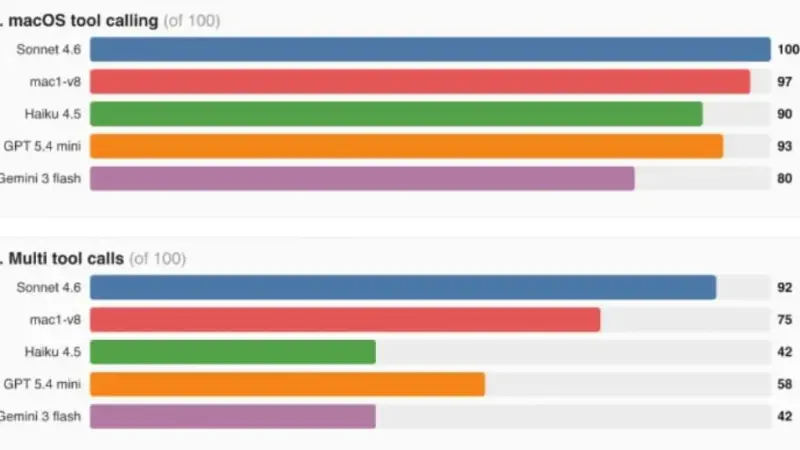 . macOS tool calling (of 100)
Sonnet 4.6 100
mac1-v8 97
Haiku 4.5 90
GPT 5.4 mini 93
Gemini 3 flash 80
. Multi tool calls (of 100)
Sonnet 4.6 92
mac1-v8 75
Haiku 4.5 42
GPT 5.4 mini 58
Gemini 3 flash 42